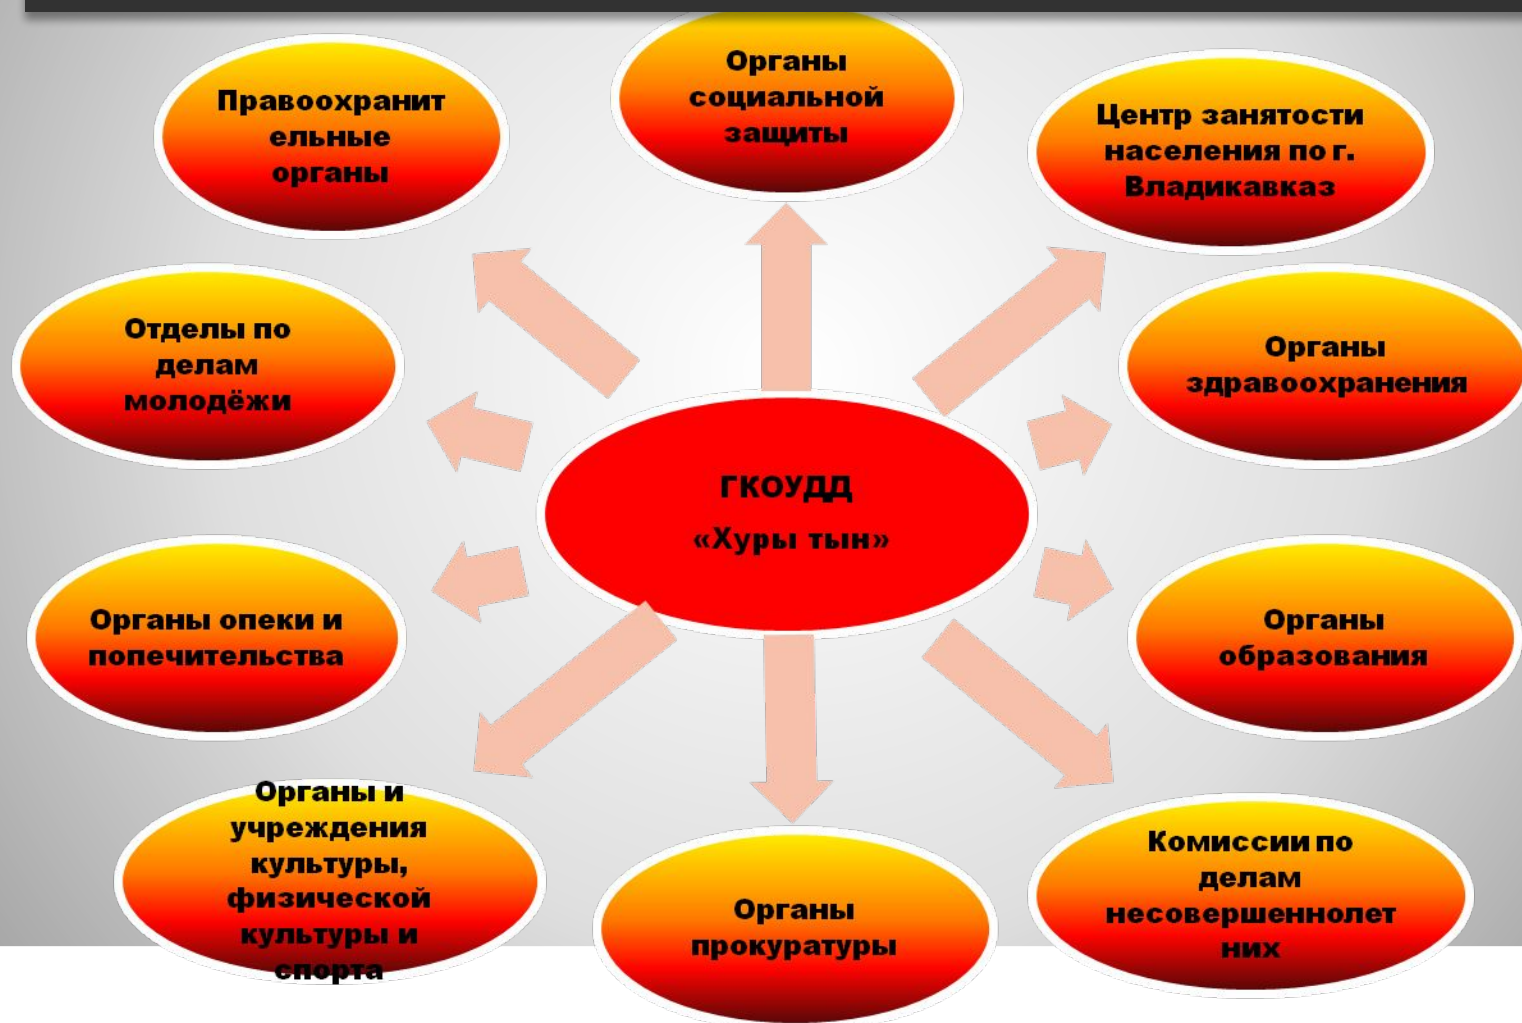 Органы
социальной
защиты
Правоохранит
ельные
органы
Центр занятости
населения по г.
Владикавказ
Отделы по
делам
молодёжи
Органы
здравоохранения
ГКОУДД
«Хуры тын»
Органы опеки и
попечительства
Органы
образования
Органы и
учреждения
культуры,
физической
культуры и
спорта
Органы
прокуратуры
Комиссии по
делам
несовершеннолет
них